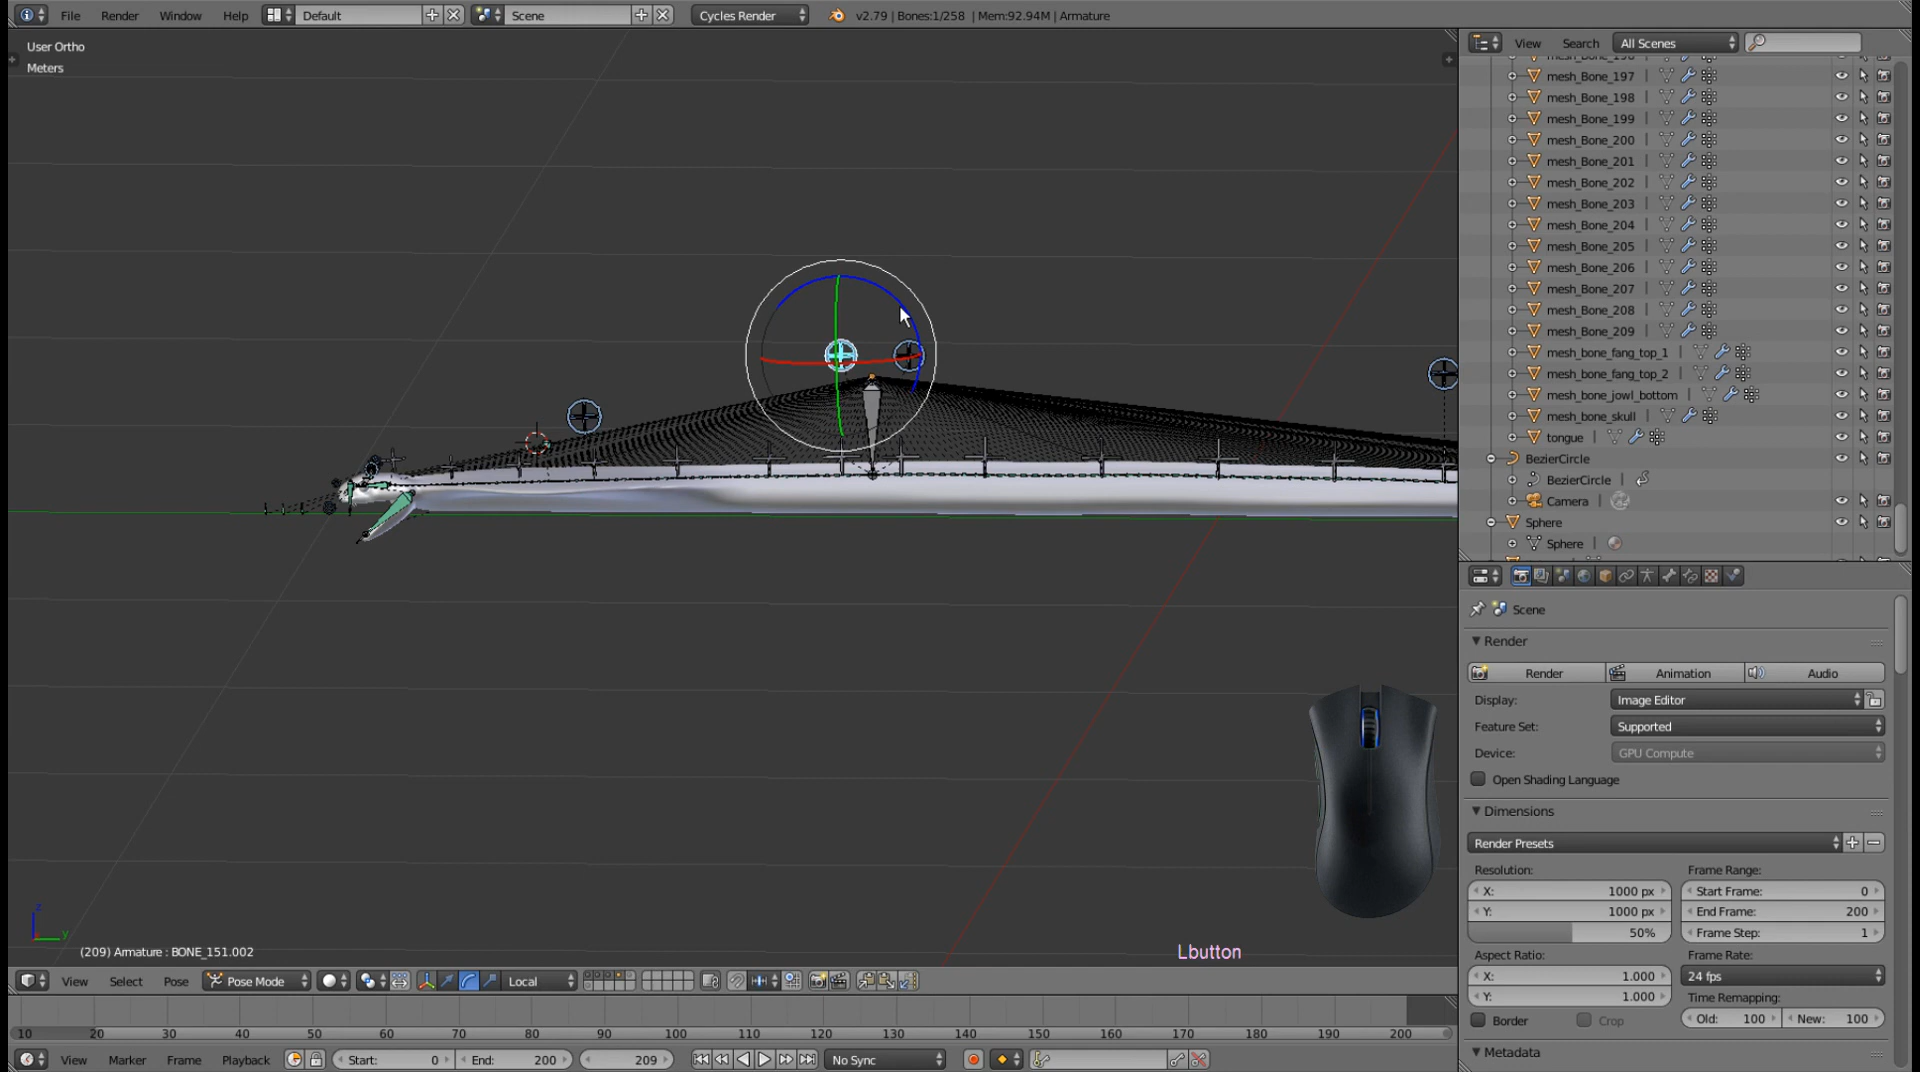 File Render Window Help Default Scene Cycles Render v2.79 | Bones:1/258 | Mem:92.94M | Armature
User Ortho
Meters
View Search All Scenes
mesh_Bone_196
mesh_Bone_197
mesh_Bone_198
mesh_Bone_199
mesh_Bone_200
mesh_Bone_201
mesh_Bone_202
mesh_Bone_203
mesh_Bone_204
mesh_Bone_205
mesh_Bone_206
mesh_Bone_207
mesh_Bone_208
mesh_Bone_209
mesh_bone_fang_top_1
mesh_bone_fang_top_2
mesh_bone_jowl_bottom
mesh_bone_skull
tongue
BezierCircle
BezierCircle
Camera
Sphere
Sphere
Scene
Render
Render Animation Audio
Display: Image Editor
Feature Set: Supported
Device: GPU Compute
Open Shading Language
Dimensions
Render Presets
Resolution: Frame Range:
X: 1000 px Start Frame: 0
Y: 1000 px End Frame: 200
50% Frame Step: 1
Aspect Ratio: Frame Rate:
X: 1.000 24 fps
Y: 1.000 Time Remapping:
Border Crop Old: 100 New: 100
Metadata
z
y
(209) Armature : BONE_151.002
Lbutton
View Select Pose Pose Mode Local
10 20 30 40 50 60 70 80 90 100 110 120 130 140 150 160 170 180 190 200
View Marker Frame Playback Start: 0 End: 200 209 No Sync